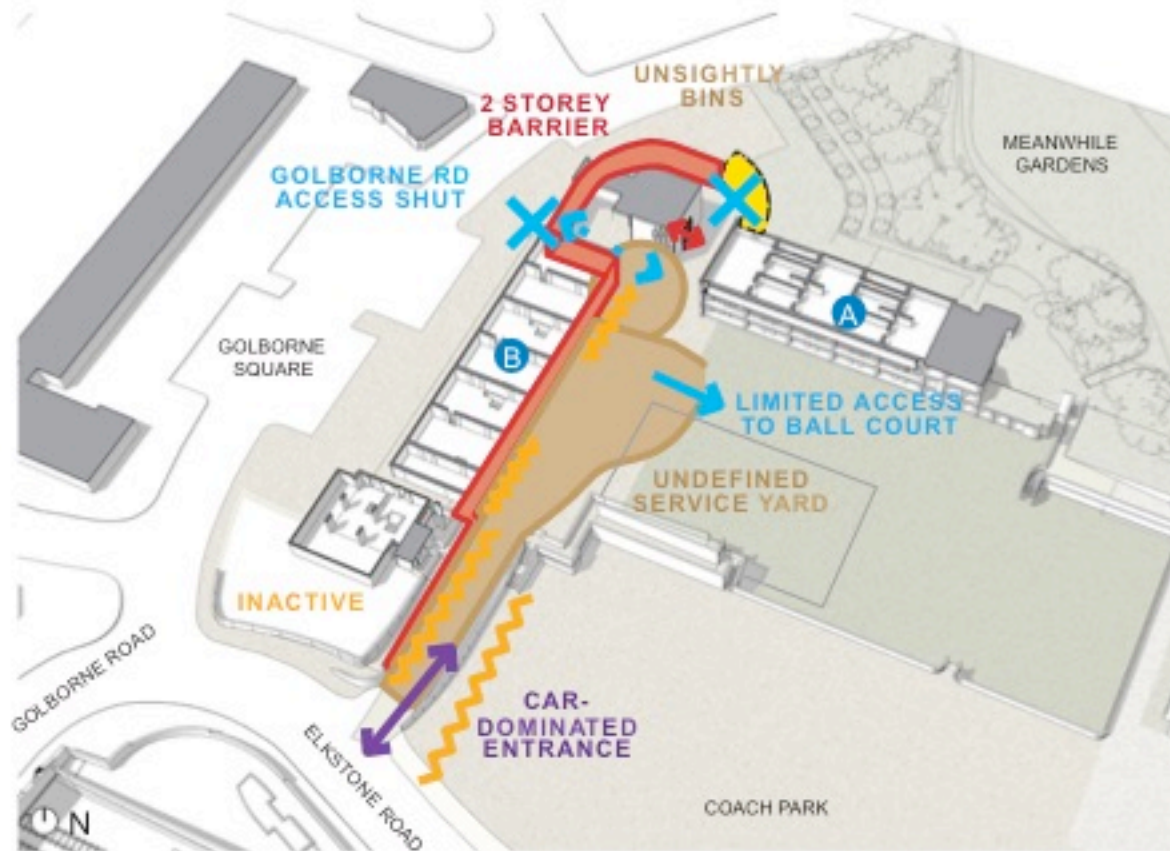 UNSIGHTLY
BINS
2 STOREY
BARRIER
MEANWHILE
GARDENS
GOLBORNE RD
ACCESS SHUT
A
GOLBORNE
SQUARE
B
LIMITED ACCESS
TO BALL COURT
UNDEFINED
SERVICE YARD
INACTIVE
GOLBORNE ROAD
CAR-
DOMINATED
ENTRANCE
ELKSTONE ROAD
COACH PARK
N